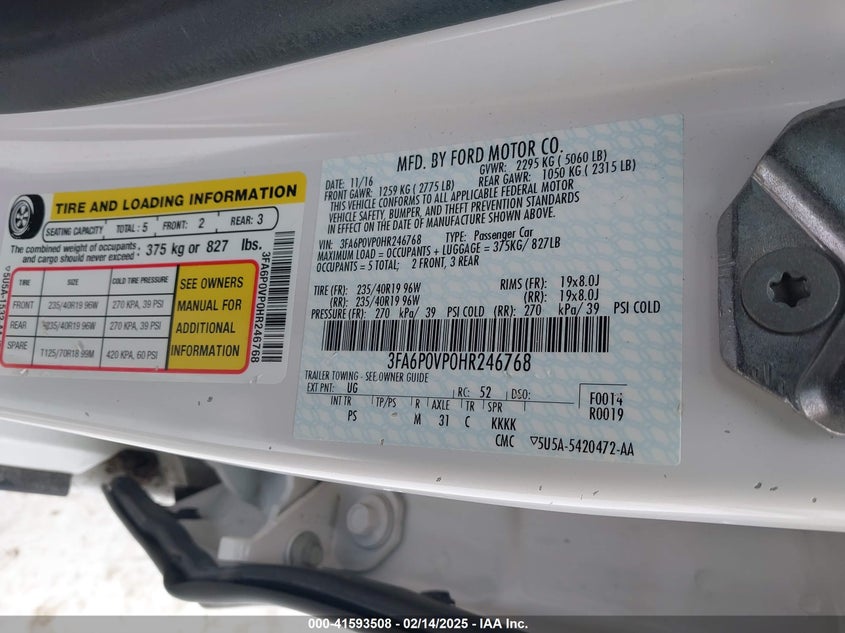 TIRE AND LOADING INFORMATION
SEATING CAPACITY TOTAL: 5 FRONT: 2 REAR: 3
The combined weight of occupants and cargo should never exceed: 375 kg or 827 lbs.
TIRE SIZE COLD TIRE PRESSURE
FRONT 235/40R19 96W 270 KPA, 39 PSI
REAR 235/40R19 96W 270 KPA, 39 PSI
SPARE T125/70R18 99M 420 KPA, 60 PSI
SEE OWNERS
MANUAL FOR
ADDITIONAL
INFORMATION
3FA6P0VP0HR246768
MFD. BY FORD MOTOR CO.
DATE: 11/16 GVWR: 2295 KG ( 5060 LB)
FRONT GAWR: 1259 KG ( 2775 LB) REAR GAWR: 1050 KG ( 2315 LB)
THIS VEHICLE CONFORMS TO ALL APPLICABLE FEDERAL MOTOR
VEHICLE SAFETY, BUMPER, AND THEFT PREVENTION STANDARDS
IN EFFECT ON THE DATE OF MANUFACTURE SHOWN ABOVE.
VIN: 3FA6P0VP0HR246768 TYPE: Passenger Car
MAXIMUM LOAD = OCCUPANTS + LUGGAGE = 375KG/ 827LB
OCCUPANTS = 5 TOTAL; 2 FRONT, 3 REAR
TIRE (FR): 235/40R19 96W RIMS (FR): 19x8.0J
(RR): 235/40R19 96W (RR): 19x8.0J
PRESSURE (FR): 270 kPa/ 39 PSI COLD (RR): 270 kPa/ 39 PSI COLD
3FA6P0VP0HR246768
TRAILER TOWING - SEE OWNER GUIDE
EXT PNT: UG RC: 52 DSO: F0014
INT TR TP/PS R AXLE TR SPR R0019
PS M 31 C KKKK
CMC ▽5U5A-5420472-AA
000-41593508 - 02/14/2025 - IAAI.COM